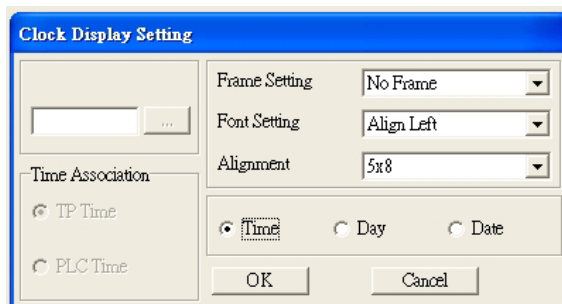 Clock Display Setting
Frame Setting No Frame
Font Setting Align Left
...
Alignment 5x8
Time Association
TP Time
PLC Time
Time Day Date
OK Cancel